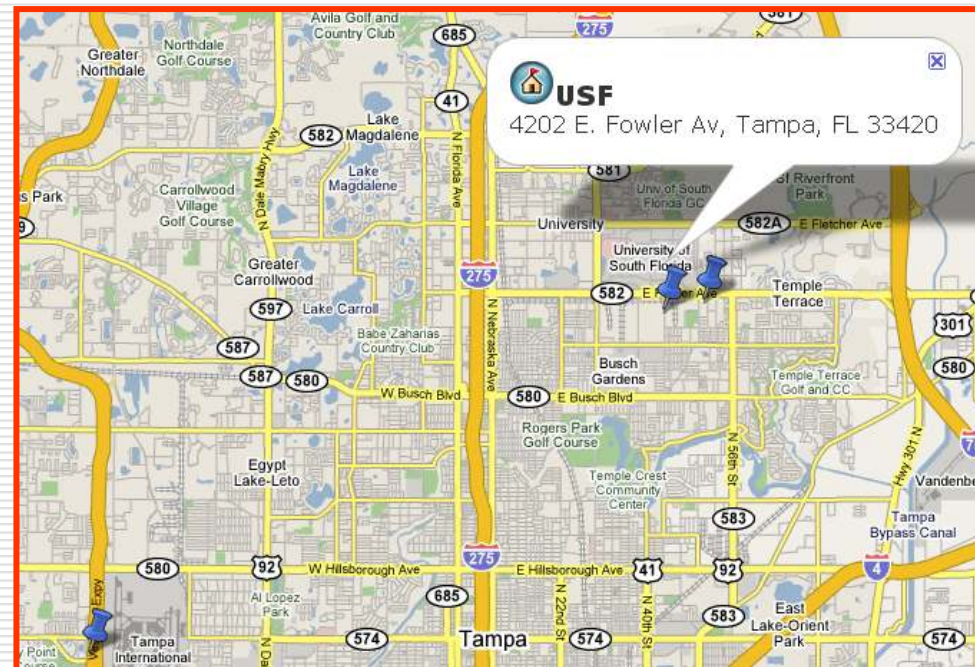 Avila Golf and
Country Club
685
275
Greater
Northdale
Northdale
Golf Course
USF
4202 E. Fowler Av, Tampa, FL 33420
41
Lake
Magdalene
582
N Dale Mabry Hwy
N Florida Ave
Lake
Magdalene
581
Univ of South
Florida GC
Riverfront
Park
s Park
Carrollwood
Village
Golf Course
University
582A
E Fletcher Ave
University of
South Florida
Greater
Carrollwood
275
582
Temple
Terrace
597
Lake Carroll
N Nebraska Ave
301
587
Babe Zaharias
Country Club
Busch
Gardens
580
587
580
W Busch Blvd
580
E Busch Blvd
Temple Terrace
Golf and CC
Rogers Park
Golf Course
N 56th St
Hwy 301 N
Egypt
Lake-Leto
Temple Crest
Community
Center
Vandenbe
583
Tampa
Bypass Canal
580
92
W Hillsborough Ave
275
E Hillsborough Ave
41
92
4
Expy
Al Lopez
Park
685
N 22nd St
N 40th St
583
East
Lake-Orient
Park
Tampa
International
574
Tampa
574
574
N Da
y Point